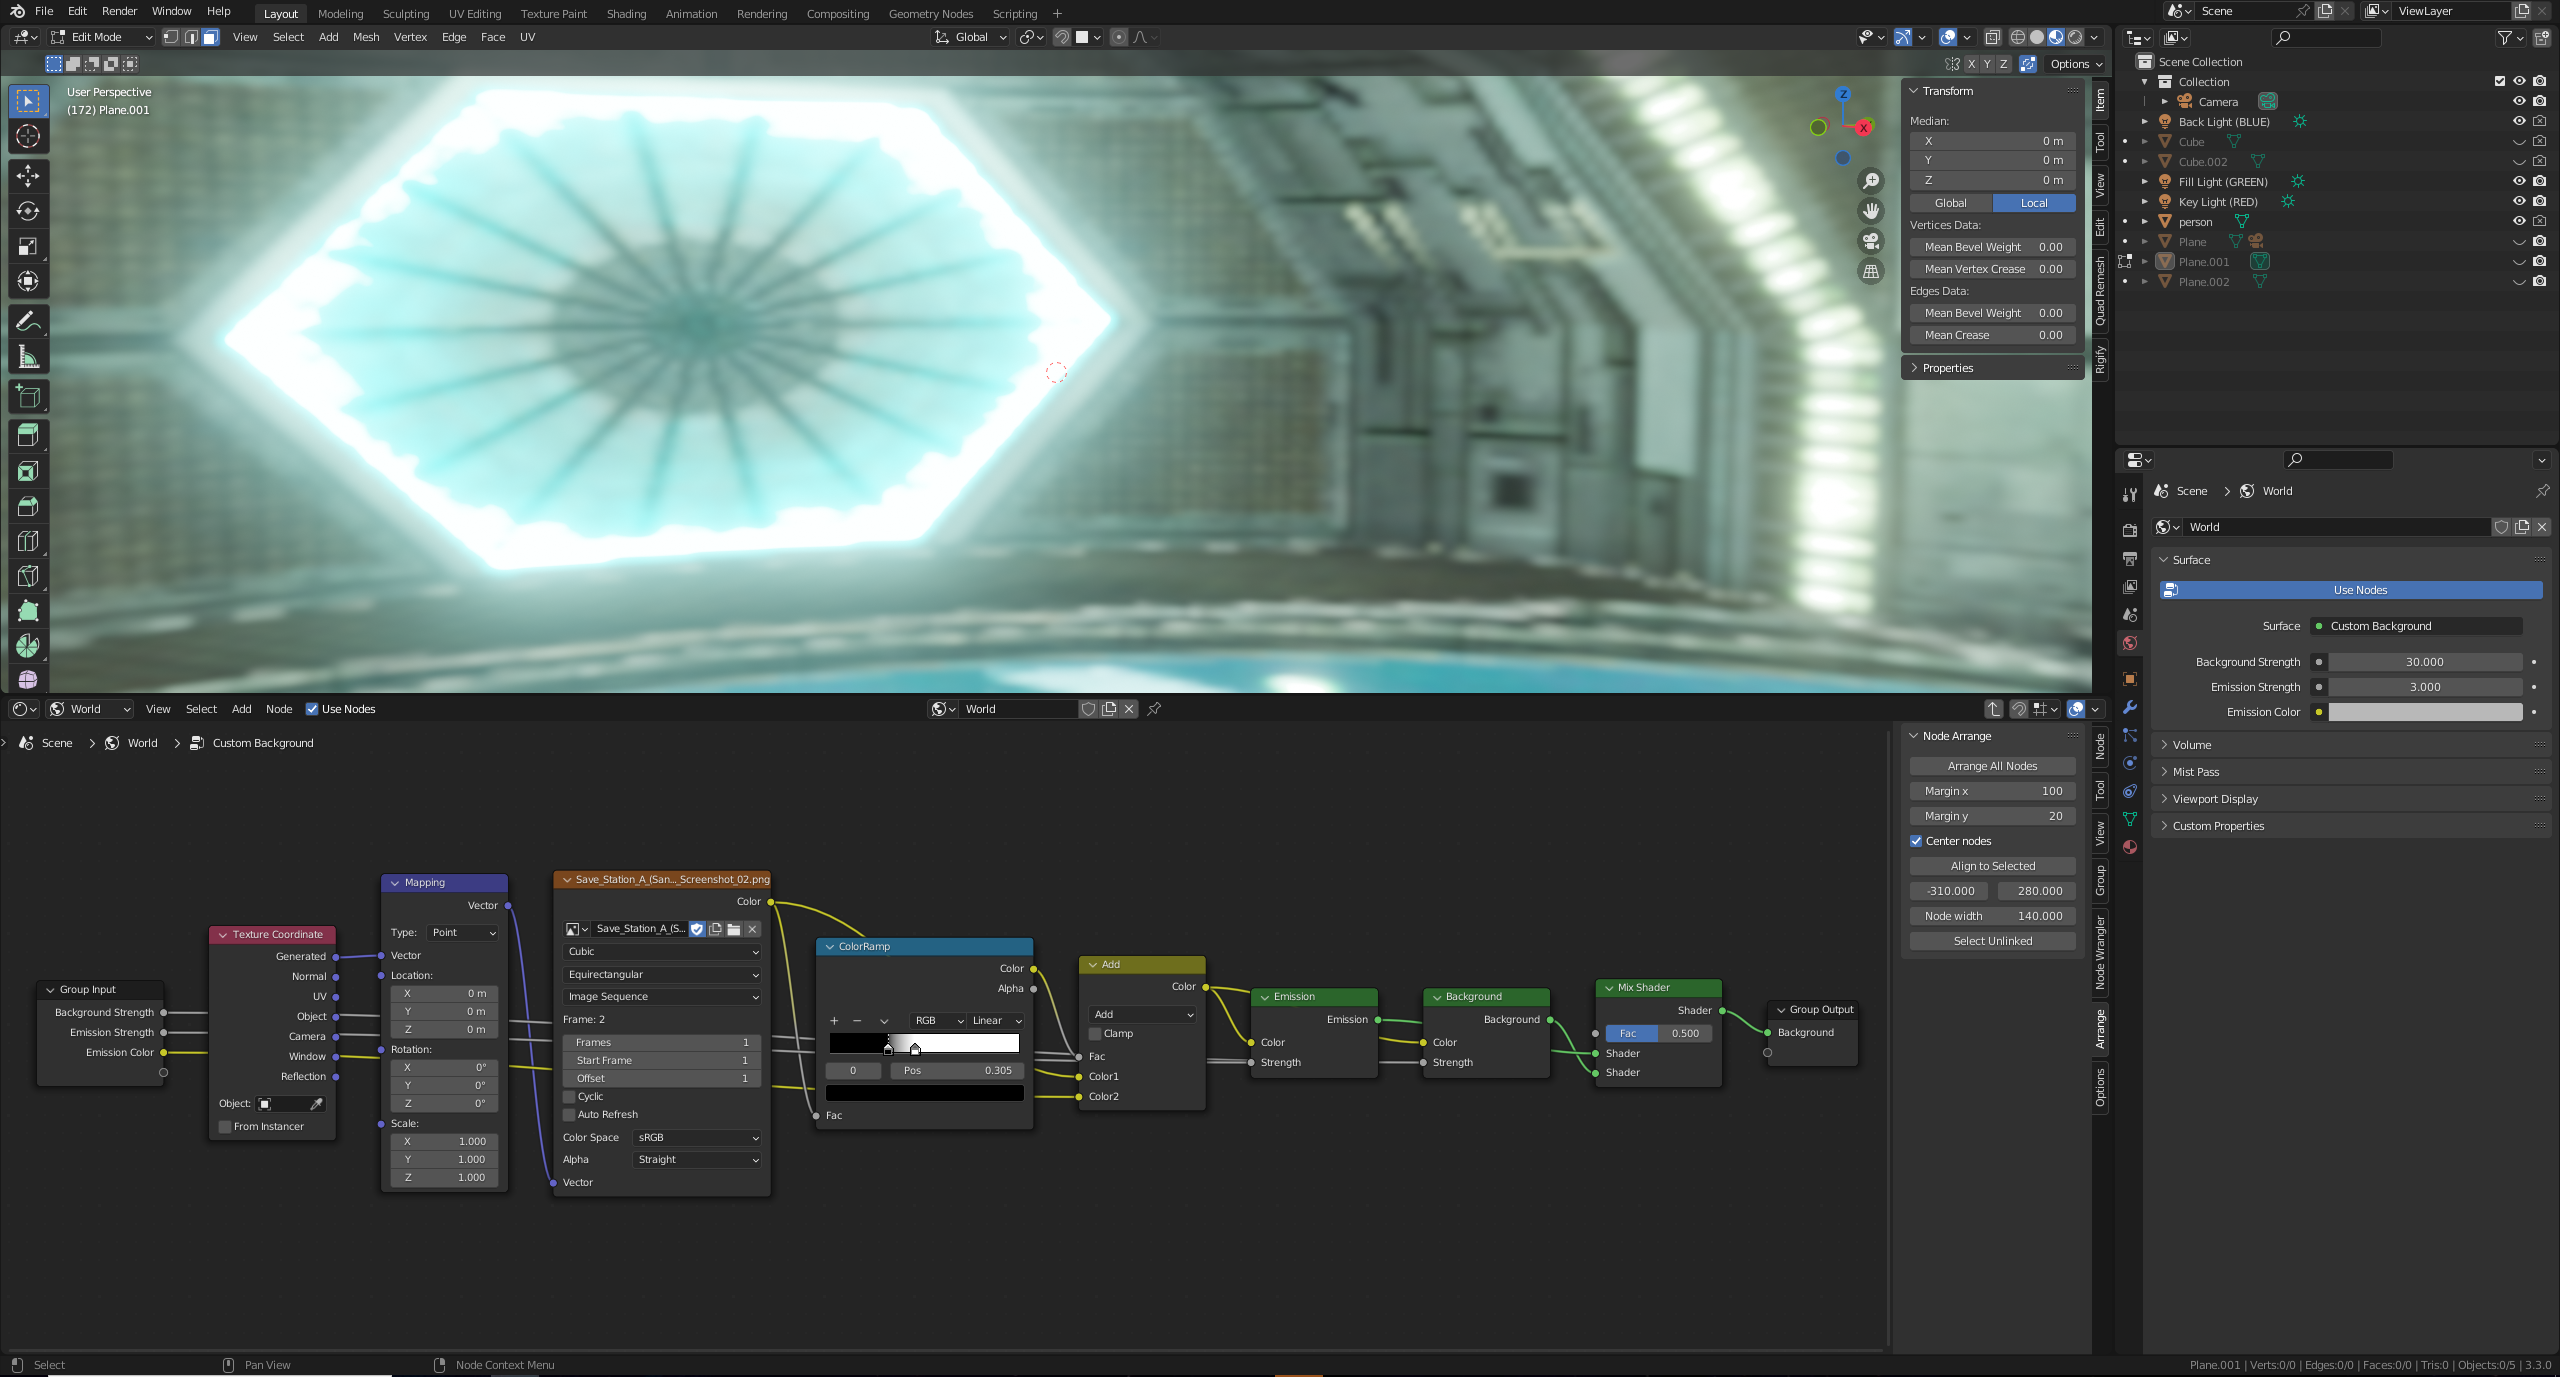 File Edit Render Window Help Layout Modeling Sculpting UV Editing Texture Paint Shading Animation Rendering Compositing Geometry Nodes Scripting + Scene ViewLayer
Edit Mode View Select Add Mesh Vertex Edge Face UV Global
X Y Z Options
User Perspective
(172) Plane.001
Z
X
Transform
Median:
X 0 m
Y 0 m
Z 0 m
Global Local
Vertices Data:
Mean Bevel Weight 0.00
Mean Vertex Crease 0.00
Edges Data:
Mean Bevel Weight 0.00
Mean Crease 0.00
Properties
Item
Tool
View
Edit
Quad Remesh
Rigify
Scene Collection
Collection
Camera
Back Light (BLUE)
Cube
Cube.002
Fill Light (GREEN)
Key Light (RED)
person
Plane
Plane.001
Plane.002
Scene > World
World
Surface
Use Nodes
Surface Custom Background
Background Strength 30.000
Emission Strength 3.000
Emission Color
Volume
Mist Pass
Viewport Display
Custom Properties
World View Select Add Node Use Nodes World
Scene > World > Custom Background
Group Input
Background Strength
Emission Strength
Emission Color
Texture Coordinate
Generated
Normal
UV
Object
Camera
Window
Reflection
Object:
From Instancer
Mapping
Vector
Type: Point
Vector
Location:
X 0 m
Y 0 m
Z 0 m
Rotation:
X 0°
Y 0°
Z 0°
Scale:
X 1.000
Y 1.000
Z 1.000
Save_Station_A_(San..._Screenshot_02.png
Color
Save_Station_A_(S...
Cubic
Equirectangular
Image Sequence
Frame: 2
Frames 1
Start Frame 1
Offset 1
Cyclic
Auto Refresh
Color Space sRGB
Alpha Straight
Vector
ColorRamp
Color
Alpha
+ − RGB Linear
0 Pos 0.305
Fac
Add
Color
Add
Clamp
Fac
Color1
Color2
Emission
Emission
Color
Strength
Background
Background
Color
Strength
Mix Shader
Shader
Fac 0.500
Shader
Shader
Group Output
Background
Node Arrange
Arrange All Nodes
Margin x 100
Margin y 20
Center nodes
Align to Selected
-310.000 280.000
Node width 140.000
Select Unlinked
Node
Tool
View
Group
Node Wrangler
Arrange
Options
Select Pan View Node Context Menu Plane.001 | Verts:0/0 | Edges:0/0 | Faces:0/0 | Tris:0 | Objects:0/5 | 3.3.0